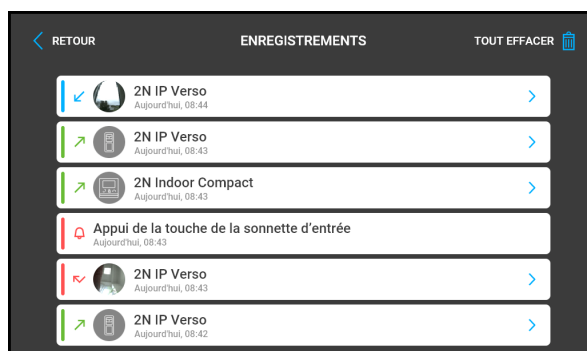 RETOUR
ENREGISTREMENTS
TOUT EFFACER
2N IP Verso
Aujourd'hui, 08:44
2N IP Verso
Aujourd'hui, 08:43
2N Indoor Compact
Aujourd'hui, 08:43
Appui de la touche de la sonnette d'entrée
Aujourd'hui, 08:43
2N IP Verso
Aujourd'hui, 08:43
2N IP Verso
Aujourd'hui, 08:42